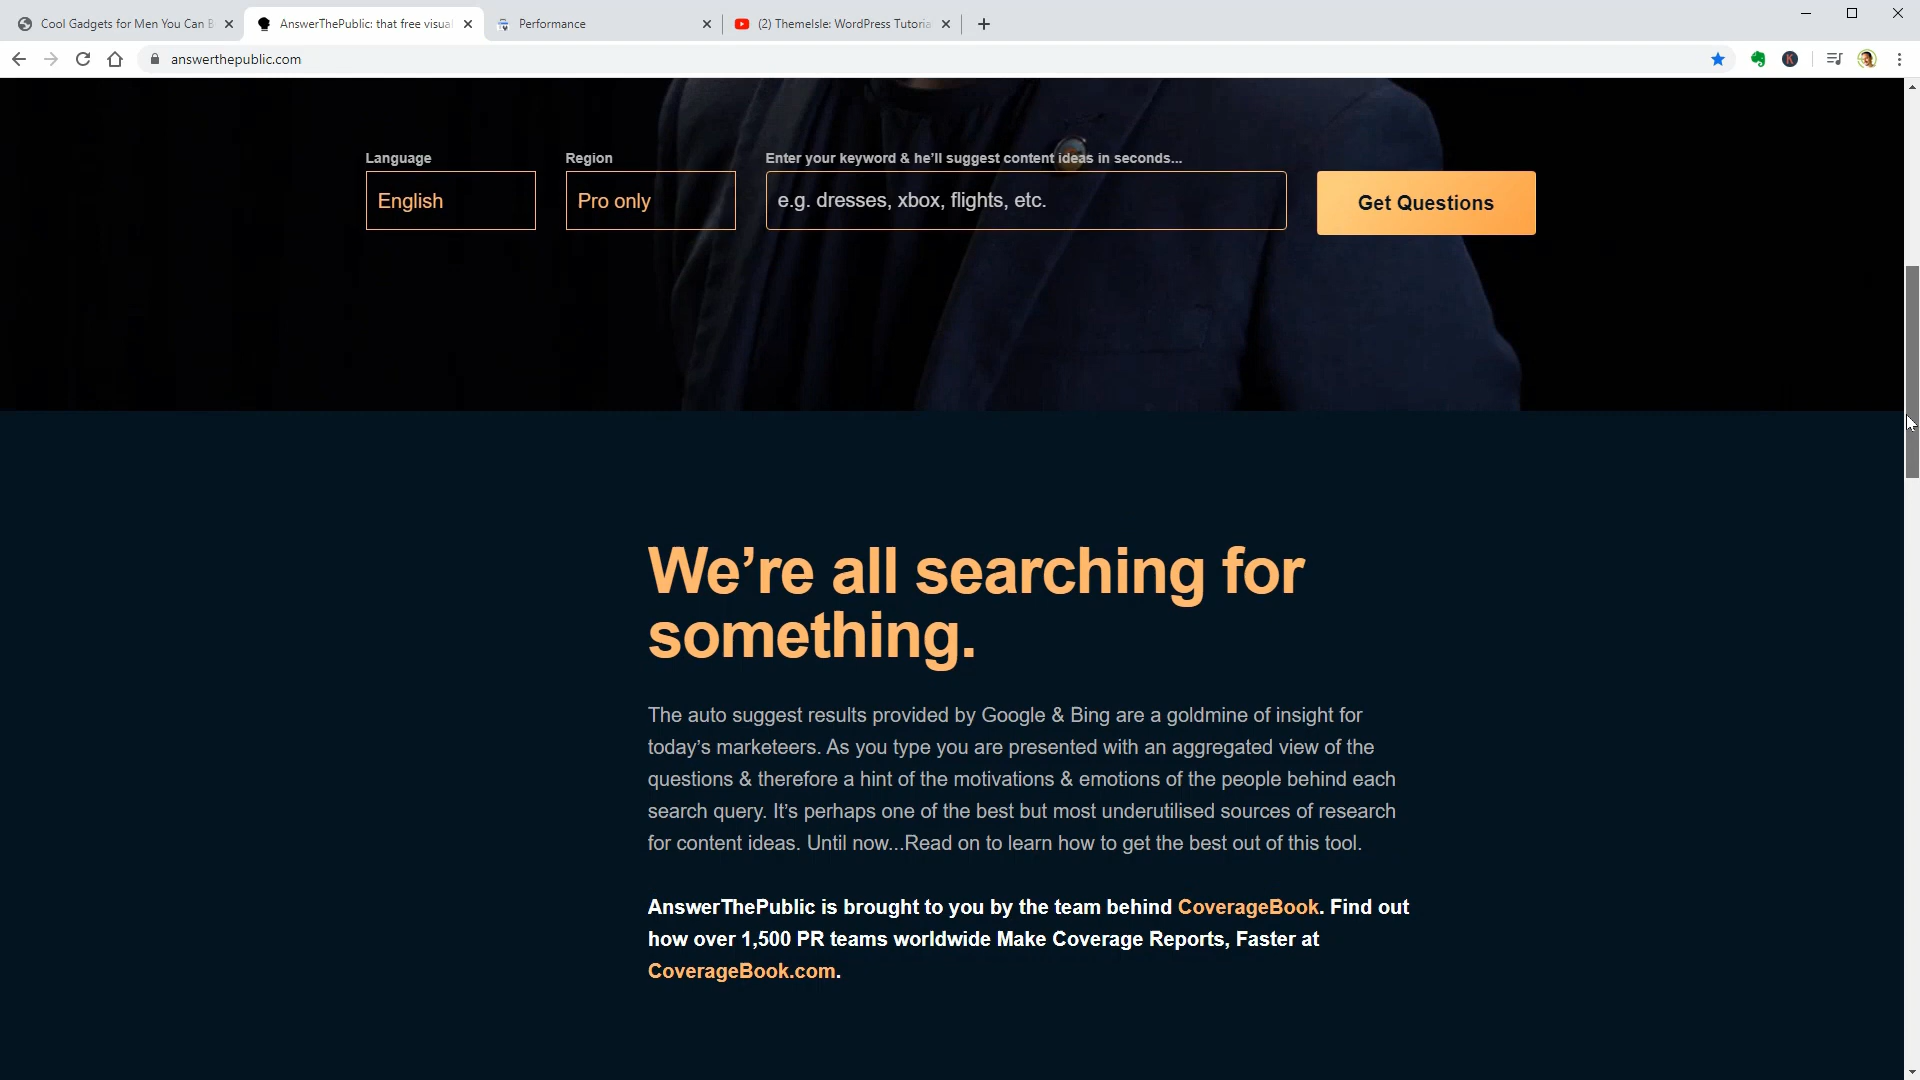 Cool Gadgets for Men You Can B
AnswerThePublic: that free visual
Performance
(2) ThemeIsle: WordPress Tutoria
answerthepublic.com
K
Language
Region
Enter your keyword & he'll suggest content ideas in seconds...
English
Pro only
e.g. dresses, xbox, flights, etc.
Get Questions
We're all searching for
something.
The auto suggest results provided by Google & Bing are a goldmine of insight for
today's marketeers. As you type you are presented with an aggregated view of the
questions & therefore a hint of the motivations & emotions of the people behind each
search query. It's perhaps one of the best but most underutilised sources of research
for content ideas. Until now...Read on to learn how to get the best out of this tool.
AnswerThePublic is brought to you by the team behind CoverageBook. Find out
how over 1,500 PR teams worldwide Make Coverage Reports, Faster at
CoverageBook.com.